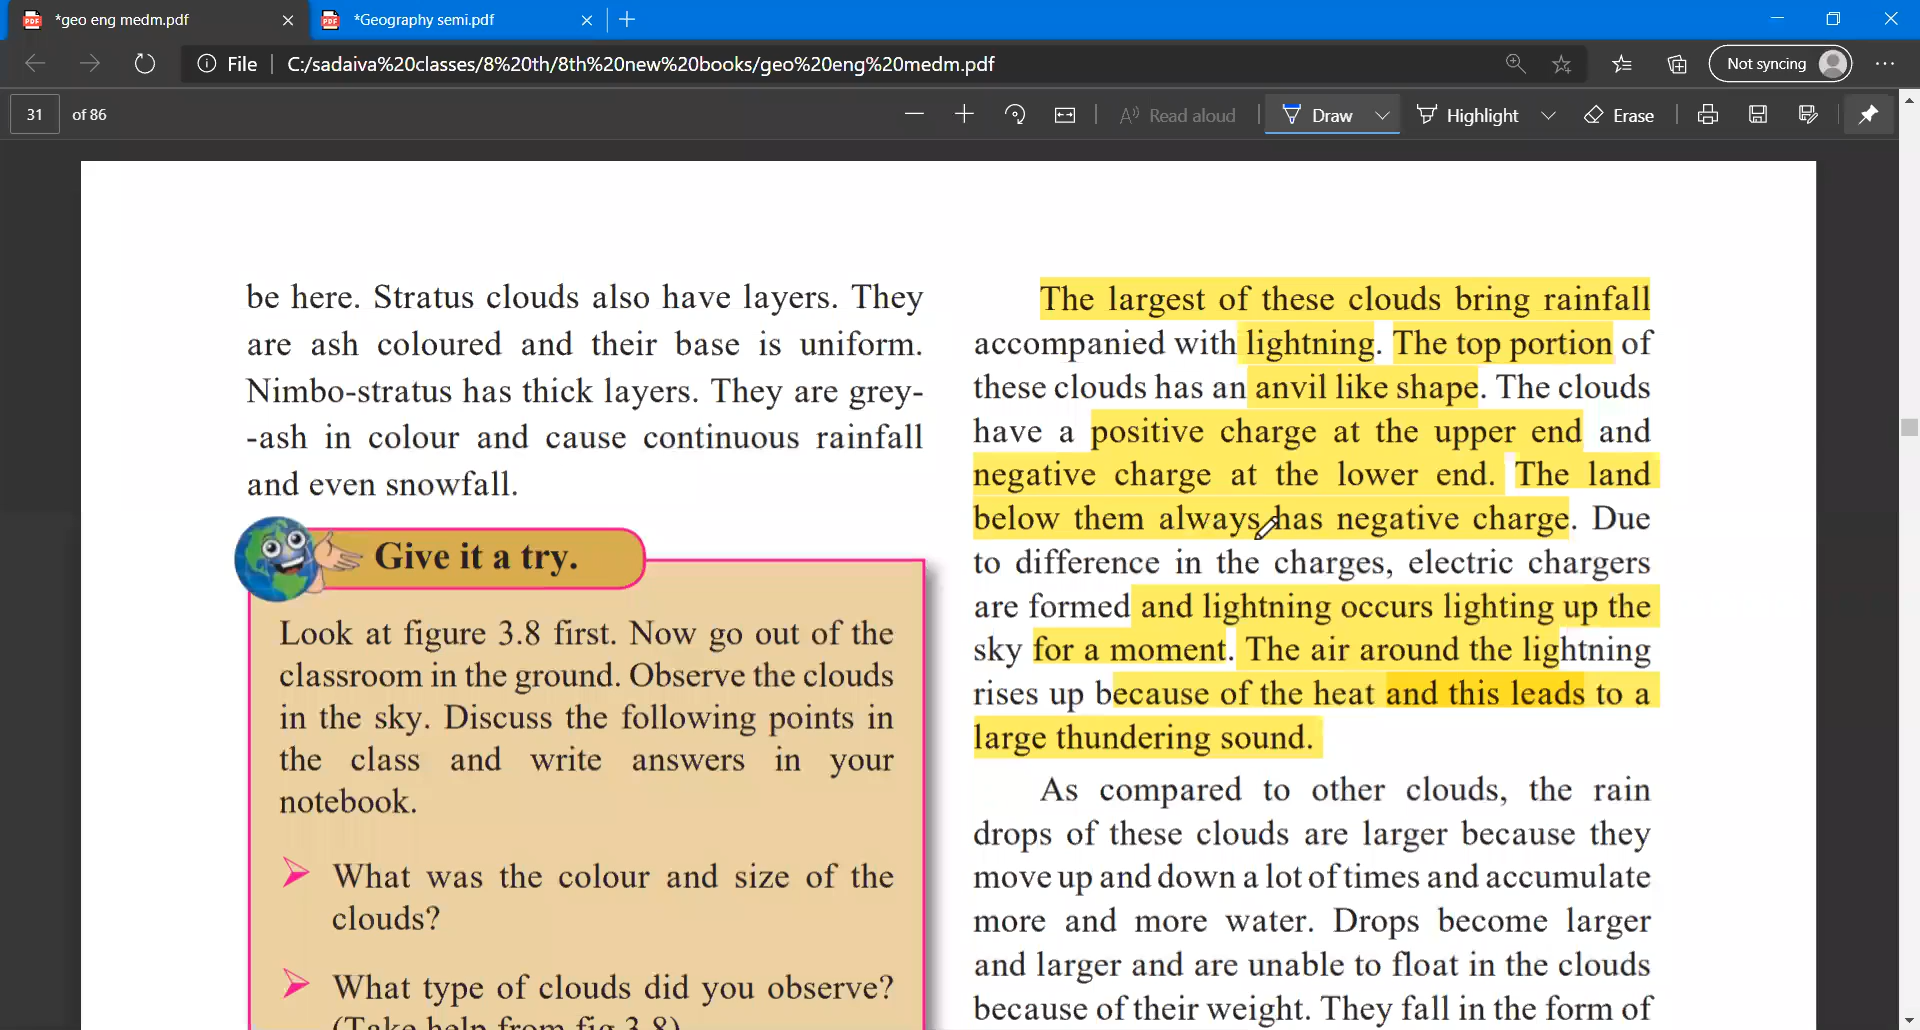 *geo eng medm.pdf
*Geography semi.pdf
File
C:/sadaiva%20classes/8%20th/8th%20new%20books/geo%20eng%20medm.pdf
Not syncing
31 of 86
Read aloud
Draw
Highlight
Erase
be here. Stratus clouds also have layers. They
are ash coloured and their base is uniform.
Nimbo-stratus has thick layers. They are grey-
-ash in colour and cause continuous rainfall
and even snowfall.
Give it a try.
Look at figure 3.8 first. Now go out of the
classroom in the ground. Observe the clouds
in the sky. Discuss the following points in
the class and write answers in your
notebook.
What was the colour and size of the
clouds?
What type of clouds did you observe?
(Take help from fig 3.8)
The largest of these clouds bring rainfall
accompanied with lightning. The top portion of
these clouds has an anvil like shape. The clouds
have a positive charge at the upper end and
negative charge at the lower end. The land
below them always has negative charge. Due
to difference in the charges, electric chargers
are formed and lightning occurs lighting up the
sky for a moment. The air around the lightning
rises up because of the heat and this leads to a
large thundering sound.
As compared to other clouds, the rain
drops of these clouds are larger because they
move up and down a lot of times and accumulate
more and more water. Drops become larger
and larger and are unable to float in the clouds
because of their weight. They fall in the form of